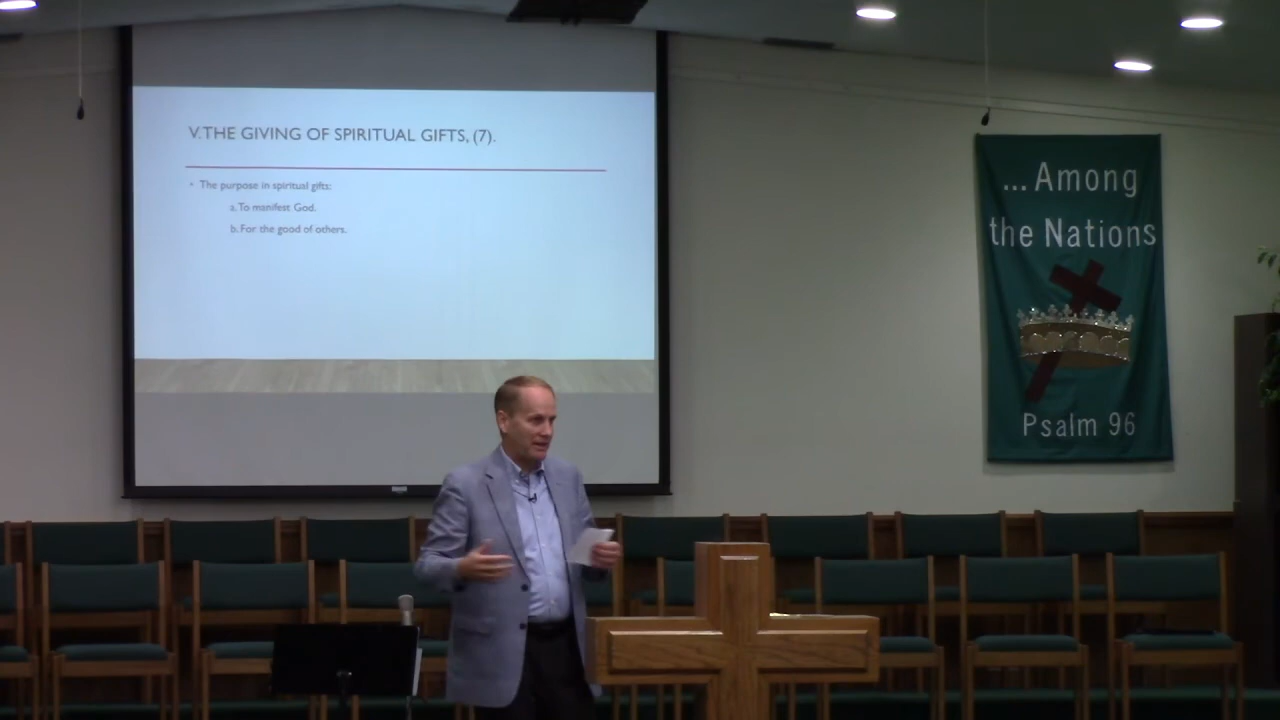 V. THE GIVING OF SPIRITUAL GIFTS, (7).
• The purpose in spiritual gifts:
a. To manifest God.
b. For the good of others.
... Among
the Nations
Psalm 96